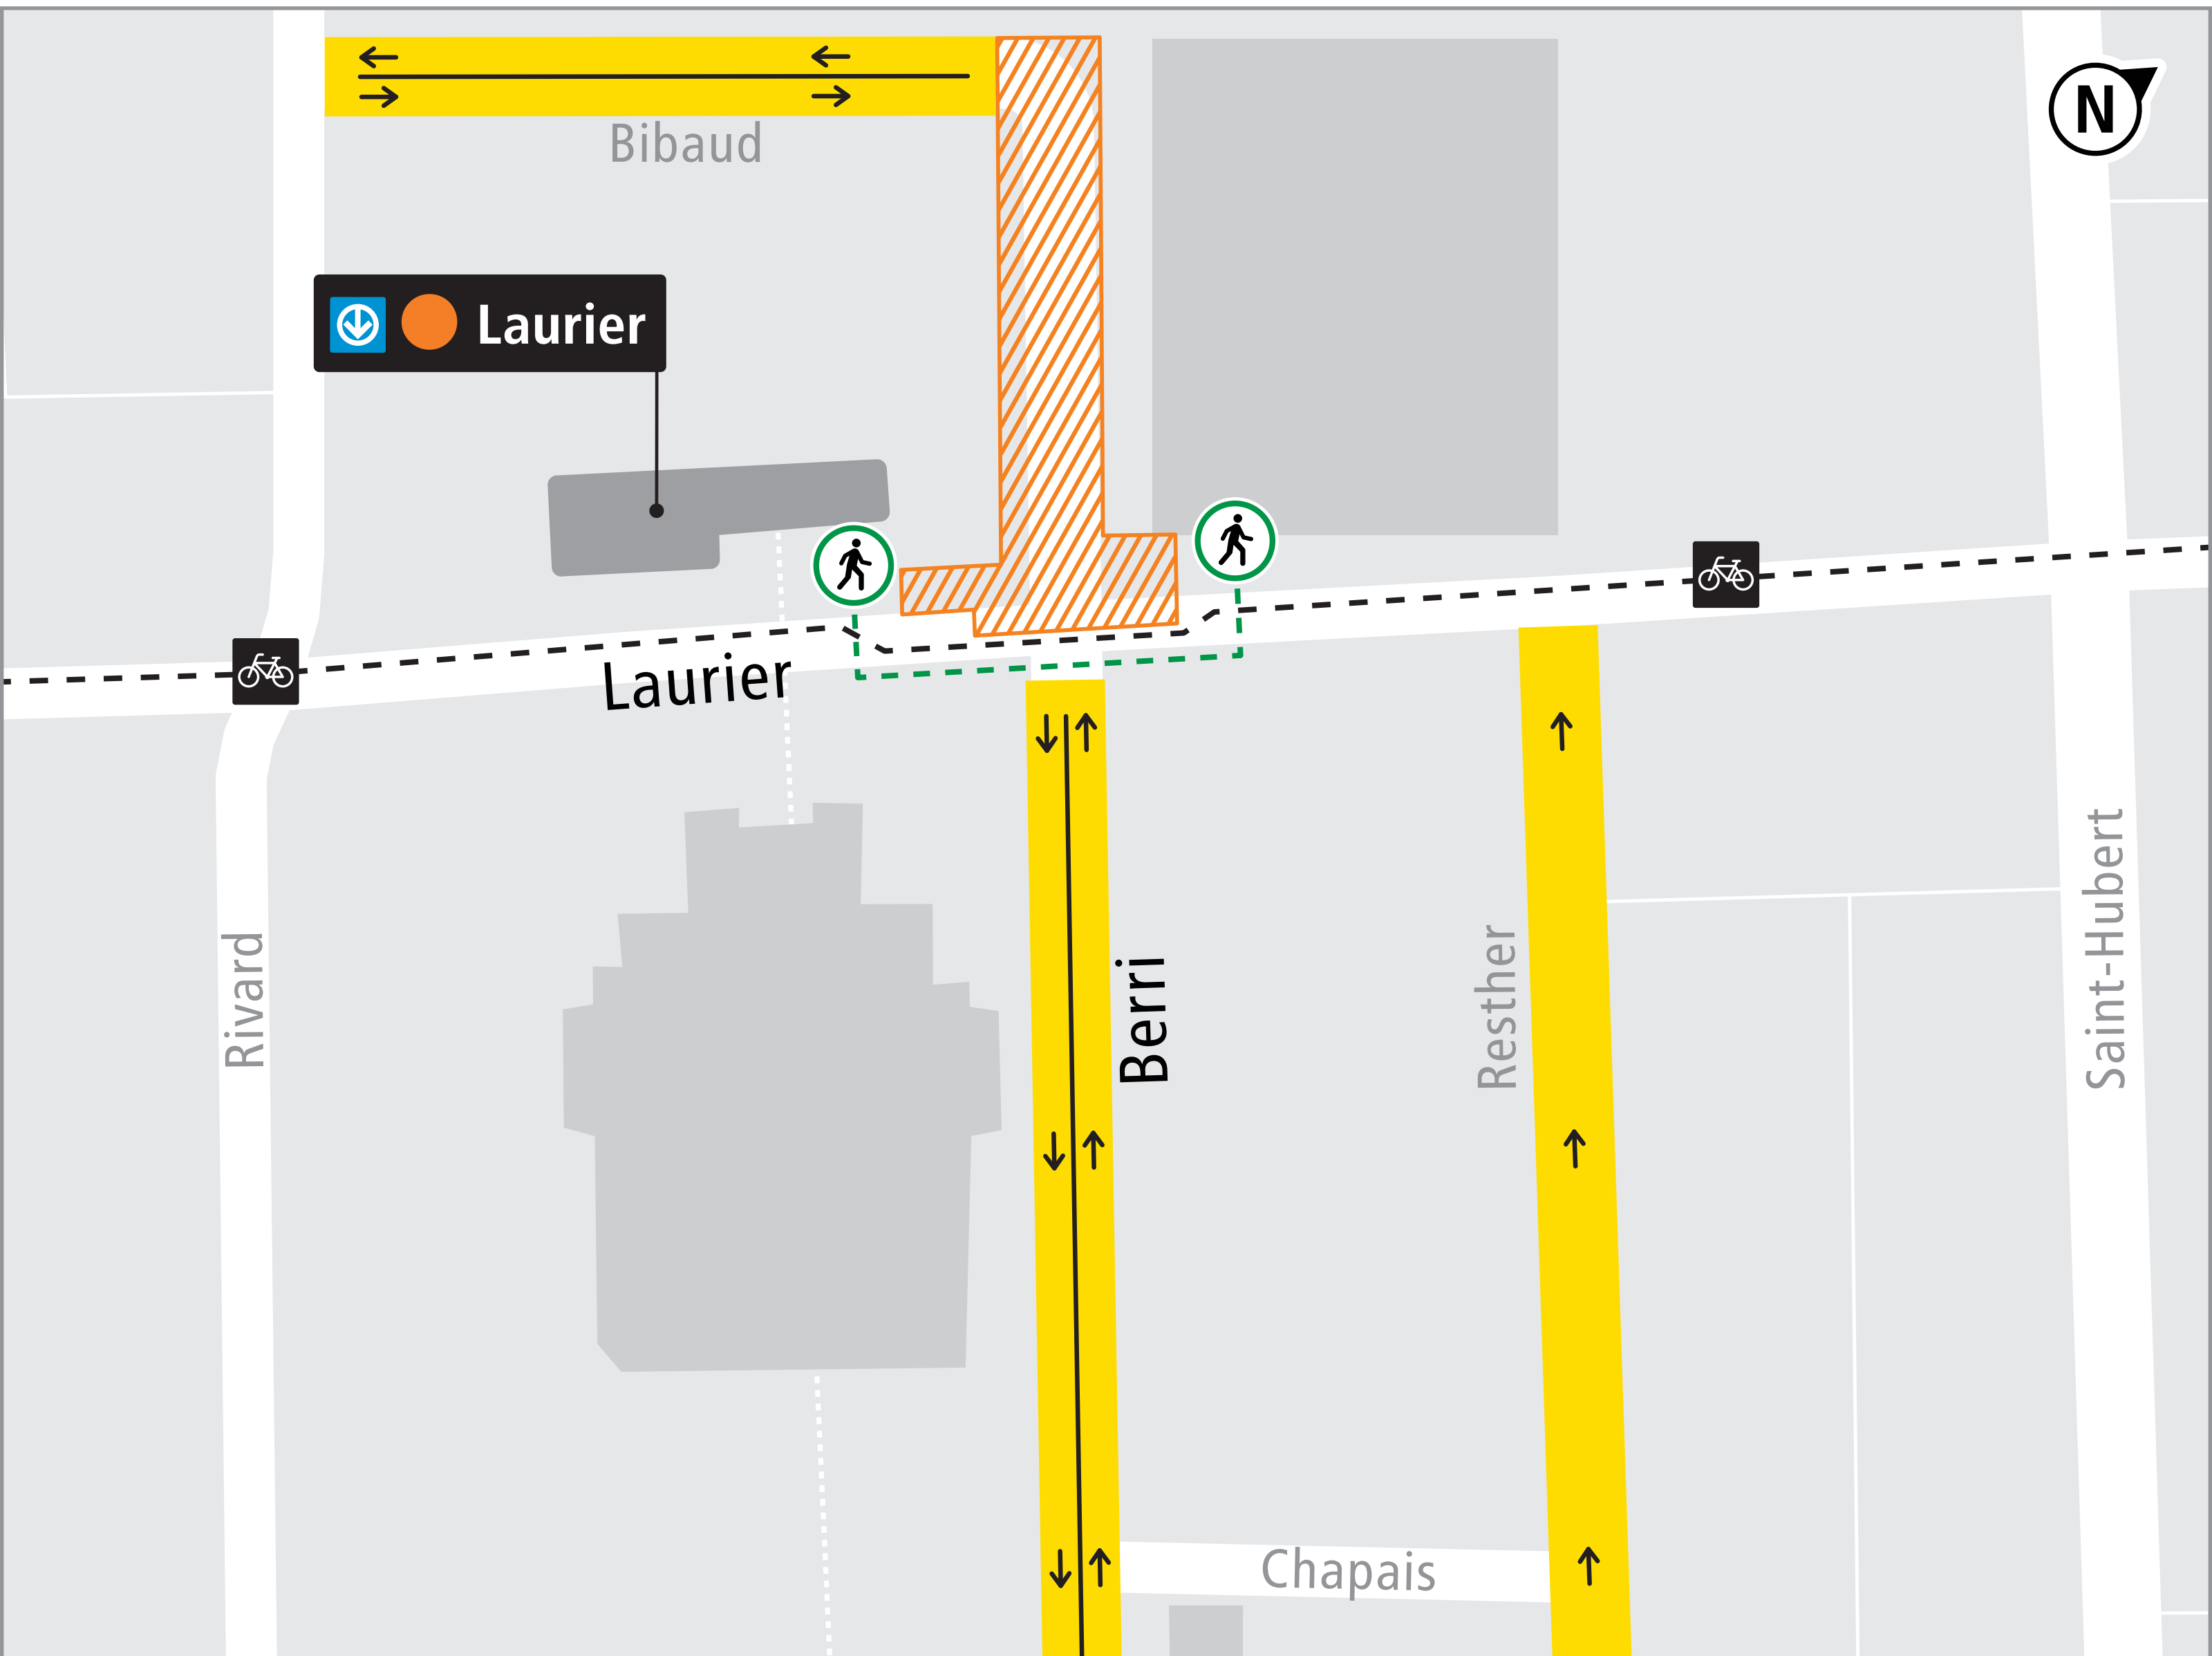 N
Bibaud
Laurier
Laurier
Rivard
Berri
Resther
Saint-Hubert
Chapais